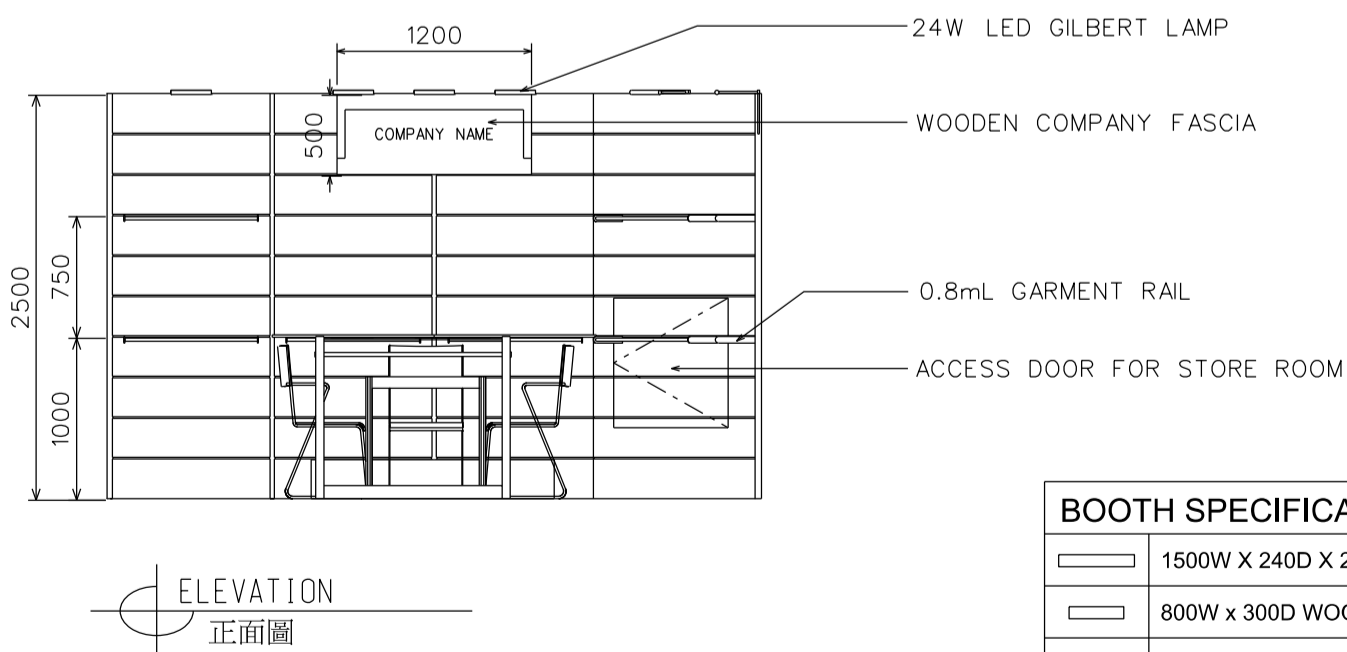 1200
24W LED GILBERT LAMP
500
COMPANY NAME
WOODEN COMPANY FASCIA
2500
750
0.8mL GARMENT RAIL
1000
ACCESS DOOR FOR STORE ROOM
ELEVATION
正面圖
BOOTH SPECIFICA
1500W X 240D X 2
800W x 300D WOO